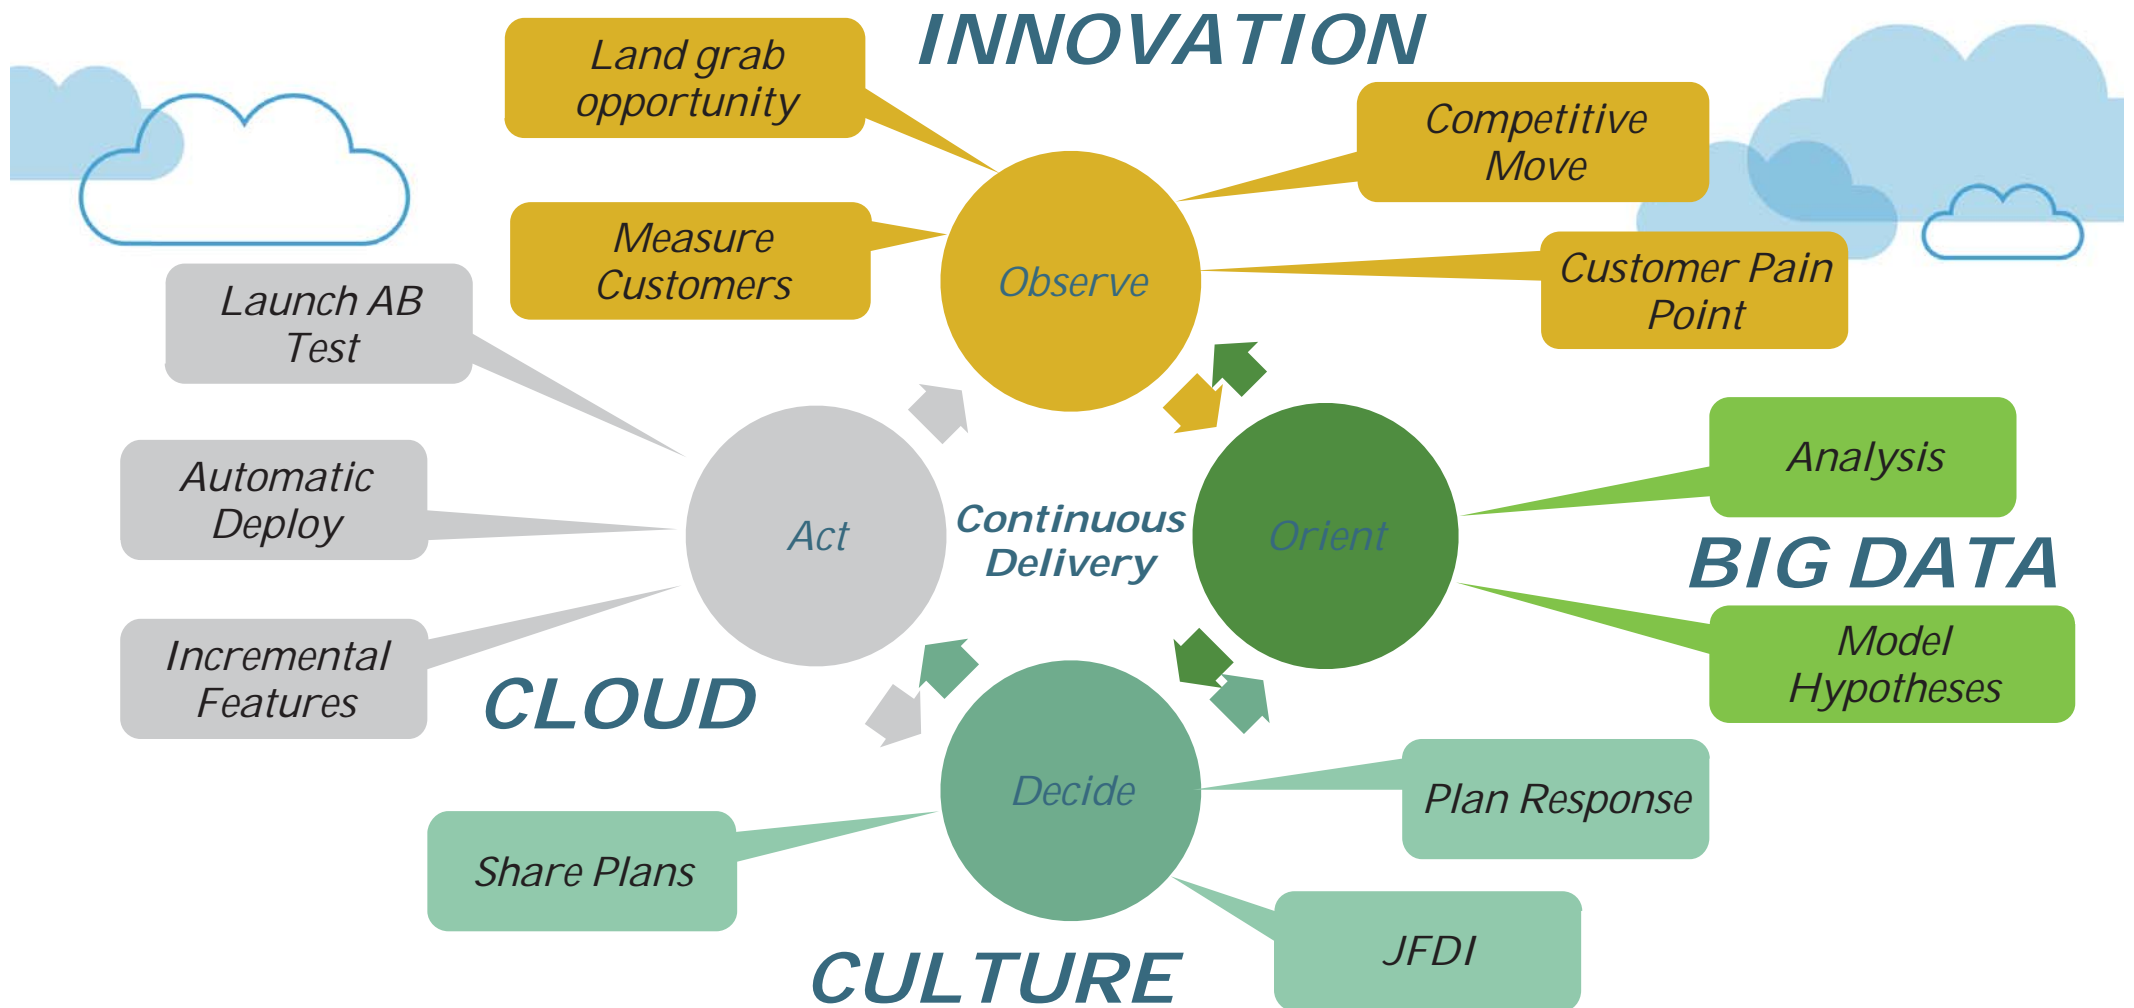 INNOVATION
Land grab
opportunity
Competitive
Move
Measure
Customers
Observe
Customer Pain
Point
Launch AB
Test
Analysis
Automatic
Deploy
Act
Continuous
Delivery
Orient
BIG DATA
Incremental
Features
Model
Hypotheses
CLOUD
Decide
Plan Response
Share Plans
JFDI
CULTURE